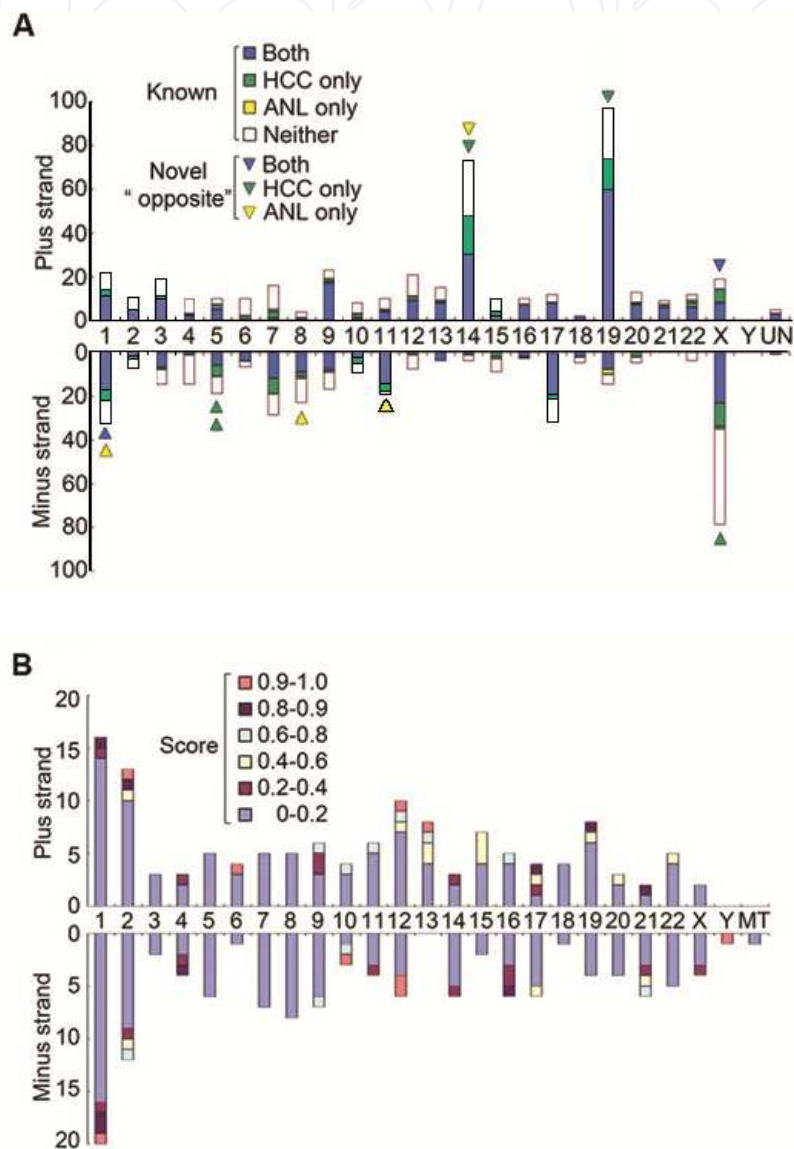 A
Known
Both
HCC only
ANL only
Neither
Novel
“ opposite”
Both
HCC only
ANL only
Plus strand
100
80
60
40
20
0
1 2 3 4 5 6 7 8 9 10 11 12 13 14 15 16 17 18 19 20 21 22 X Y UN
0
20
40
60
80
100
Minus strand
B
Score
0.9-1.0
0.8-0.9
0.6-0.8
0.4-0.6
0.2-0.4
0-0.2
Plus strand
20
15
10
5
0
1 2 3 4 5 6 7 8 9 10 11 12 13 14 15 16 17 18 19 20 21 22 X Y MT
0
5
10
15
20
Minus strand